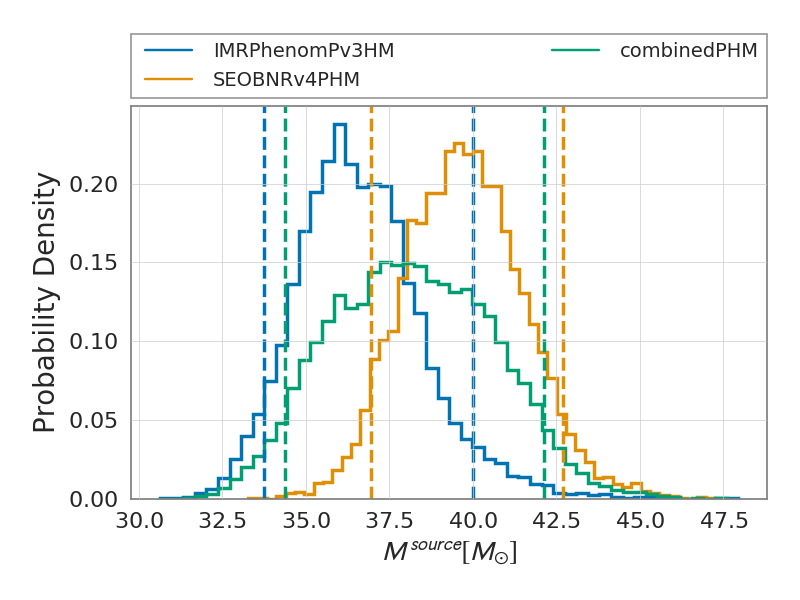 IMRPhenomPv3HM combinedPHM
SEOBNRv4PHM
0.20
0.15
0.10
0.05
0.00
Probability Density
30.0 32.5 35.0 37.5 40.0 42.5 45.0 47.5
M^source[M_⊙]